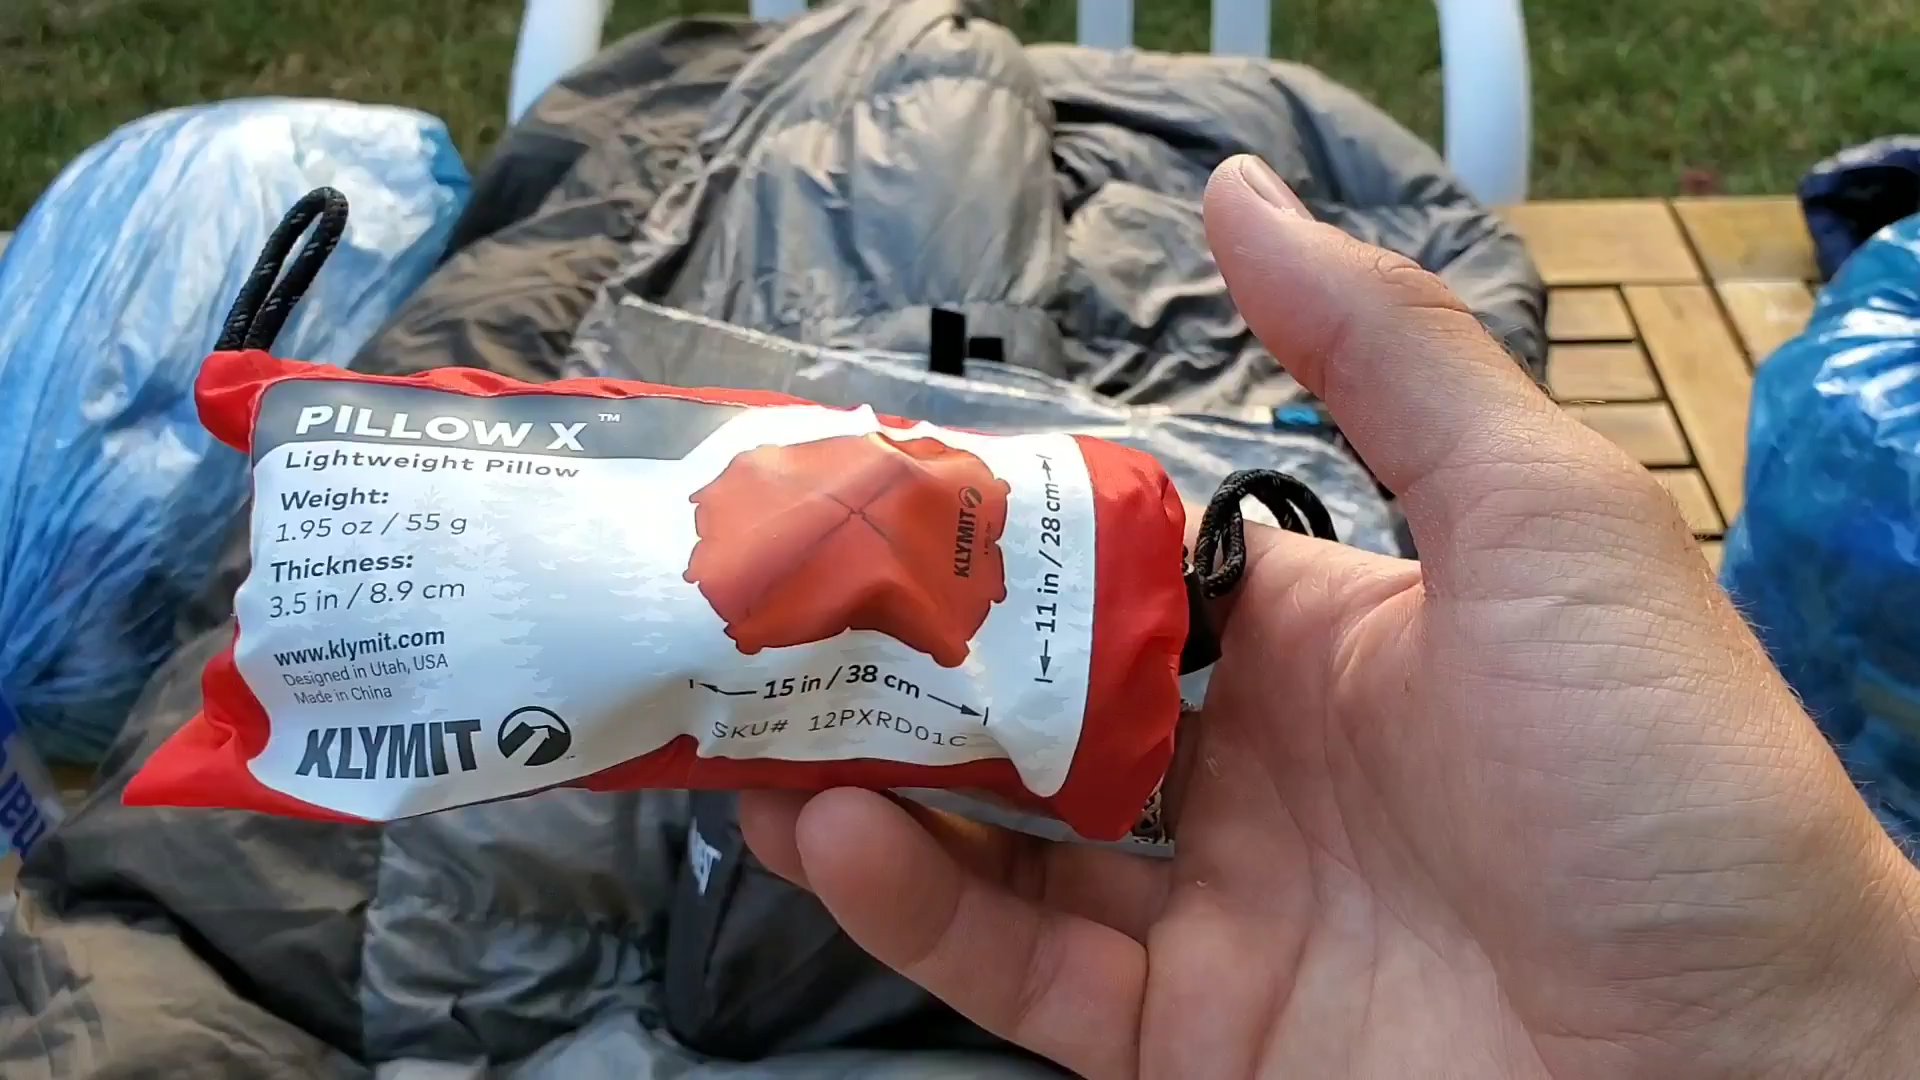 PILLOW X ™
Lightweight Pillow
Weight:
1.95 oz / 55 g
Thickness:
3.5 in / 8.9 cm
www.klymit.com
Designed in Utah, USA
Made in China
KLYMIT
KLYMIT
11 in / 28 cm
15 in / 38 cm
SKU# 12PXRD01C